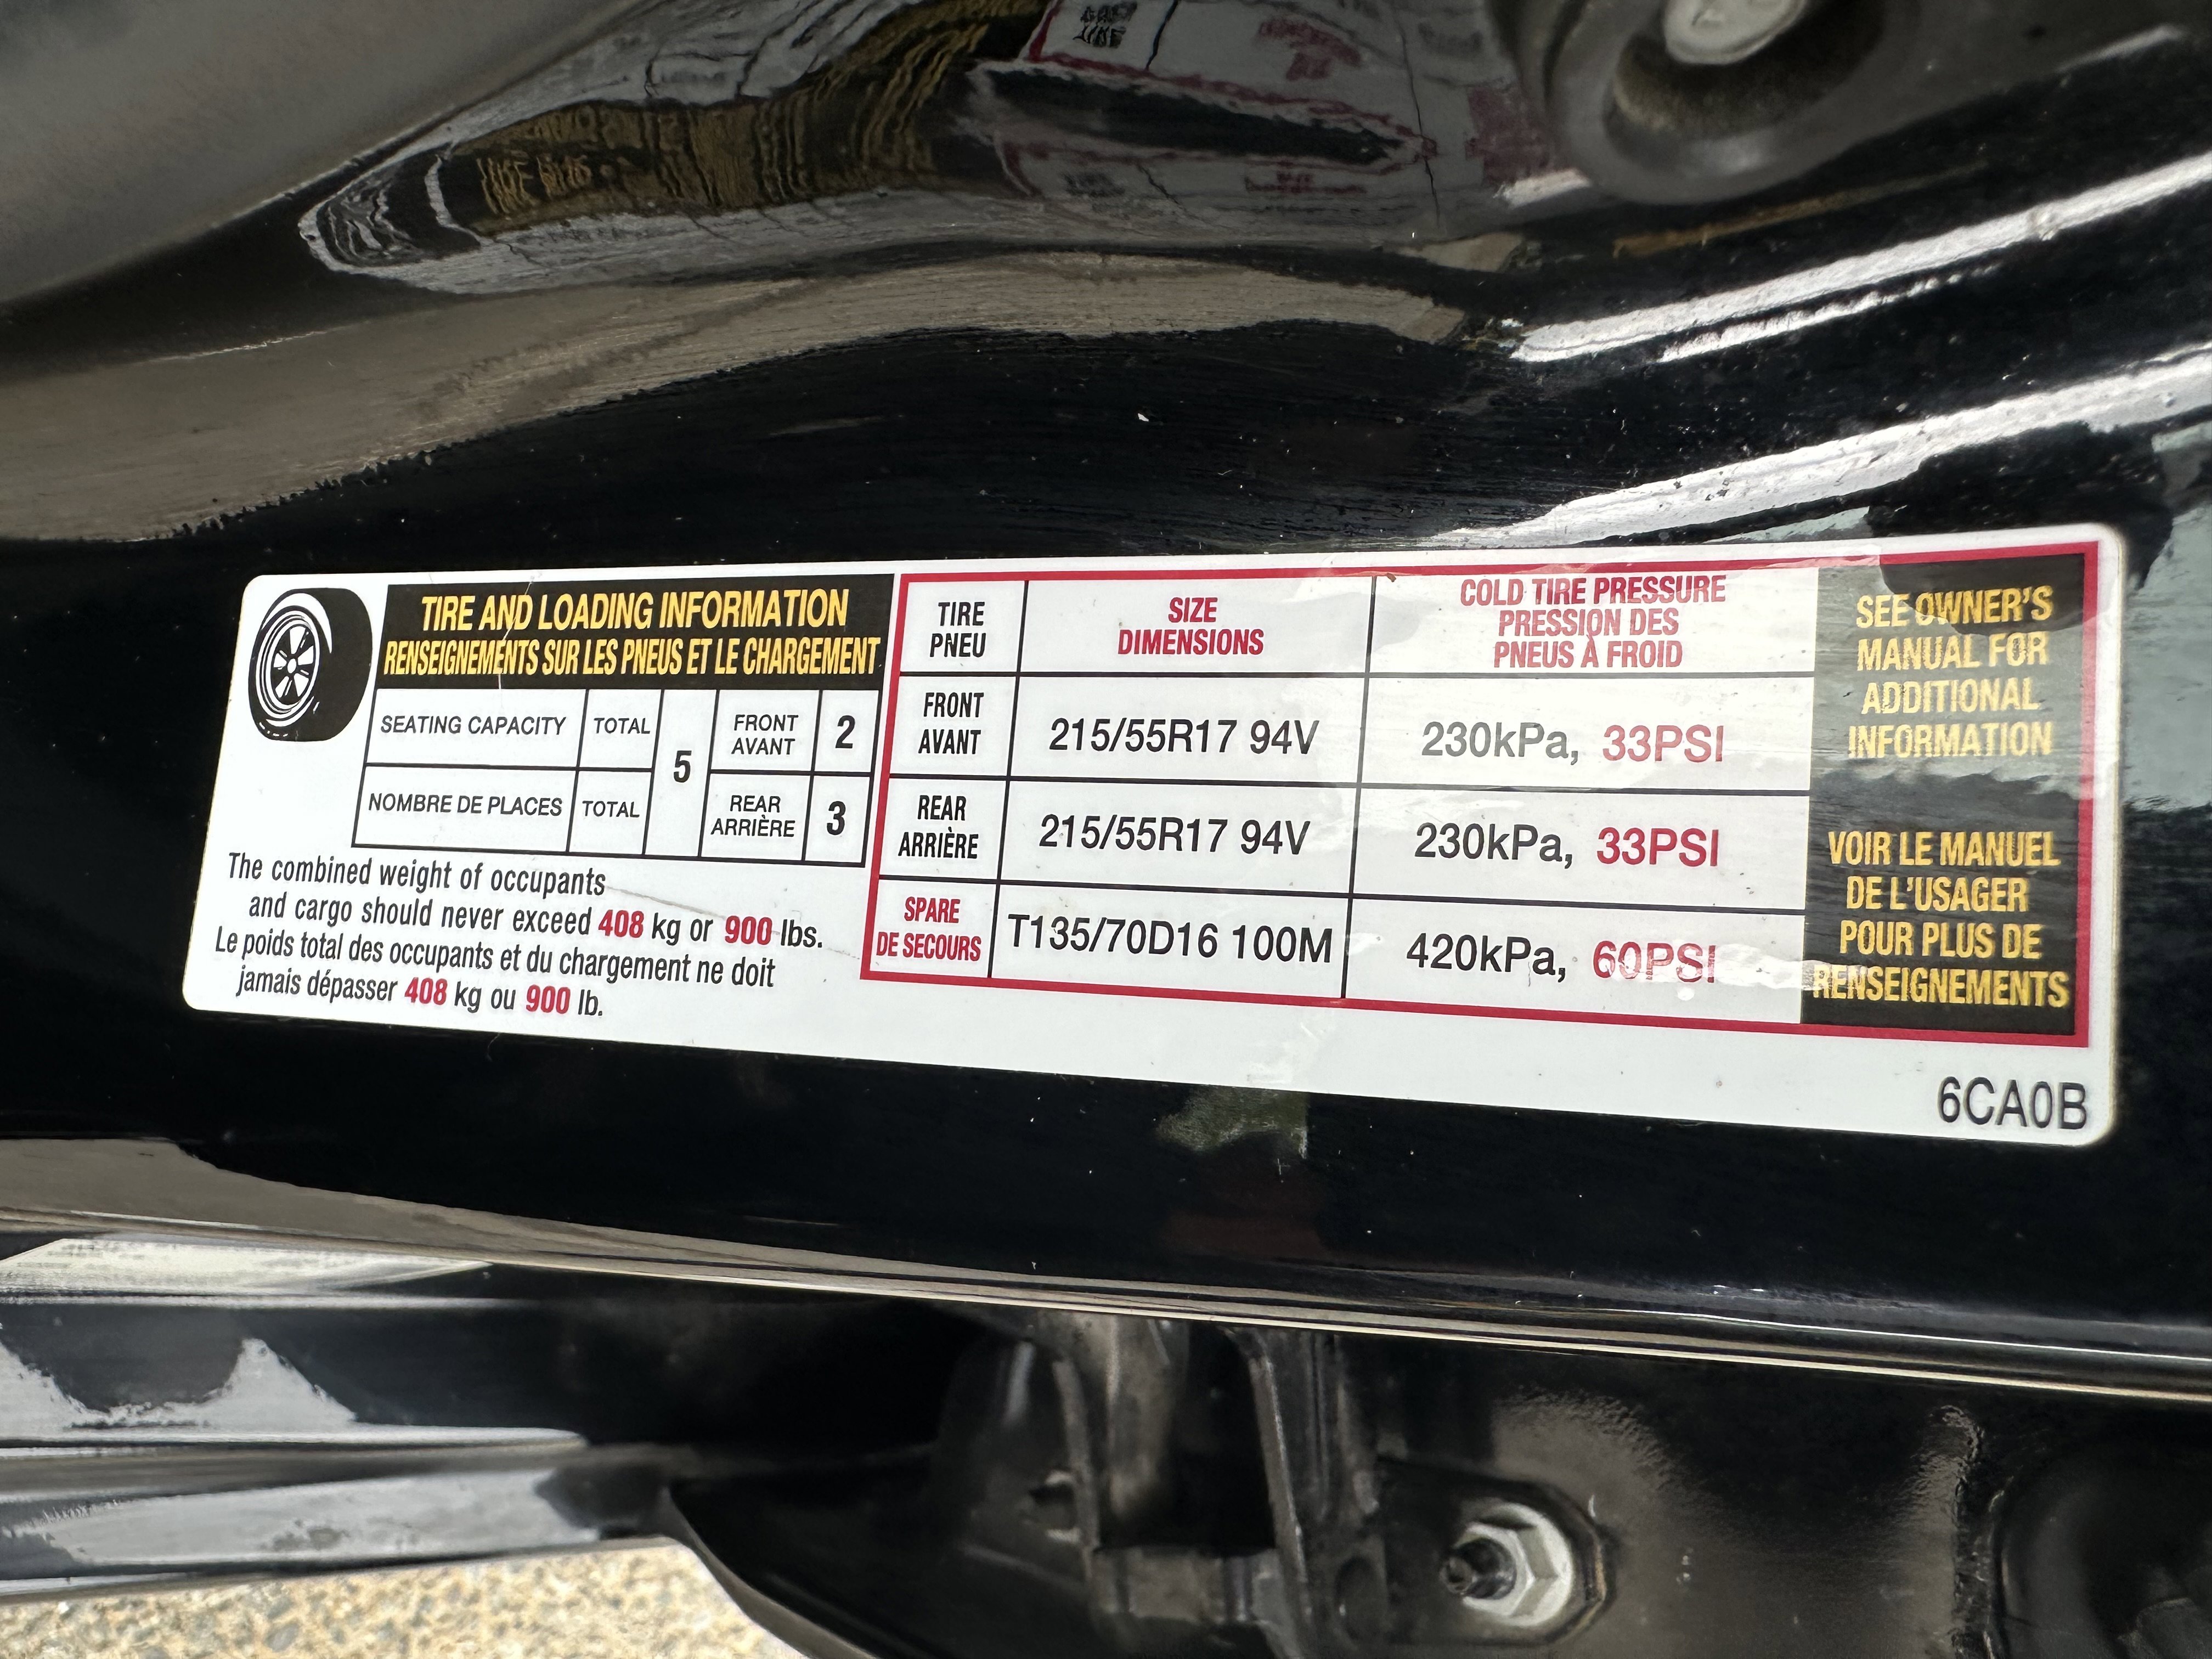 TIRE AND LOADING INFORMATION
RENSEIGNEMENTS SUR LES PNEUS ET LE CHARGEMENT
SEATING CAPACITY TOTAL 5 FRONT AVANT 2
NOMBRE DE PLACES TOTAL REAR ARRIÈRE 3
The combined weight of occupants
and cargo should never exceed 408 kg or 900 lbs.
Le poids total des occupants et du chargement ne doit
jamais dépasser 408 kg ou 900 lb.
TIRE
PNEU
SIZE
DIMENSIONS
COLD TIRE PRESSURE
PRESSION DES
PNEUS À FROID
FRONT
AVANT
215/55R17 94V
230kPa, 33PSI
REAR
ARRIÈRE
215/55R17 94V
230kPa, 33PSI
SPARE
DE SECOURS
T135/70D16 100M
420kPa, 60PSI
SEE OWNER'S
MANUAL FOR
ADDITIONAL
INFORMATION
VOIR LE MANUEL
DE L'USAGER
POUR PLUS DE
RENSEIGNEMENTS
6CA0B